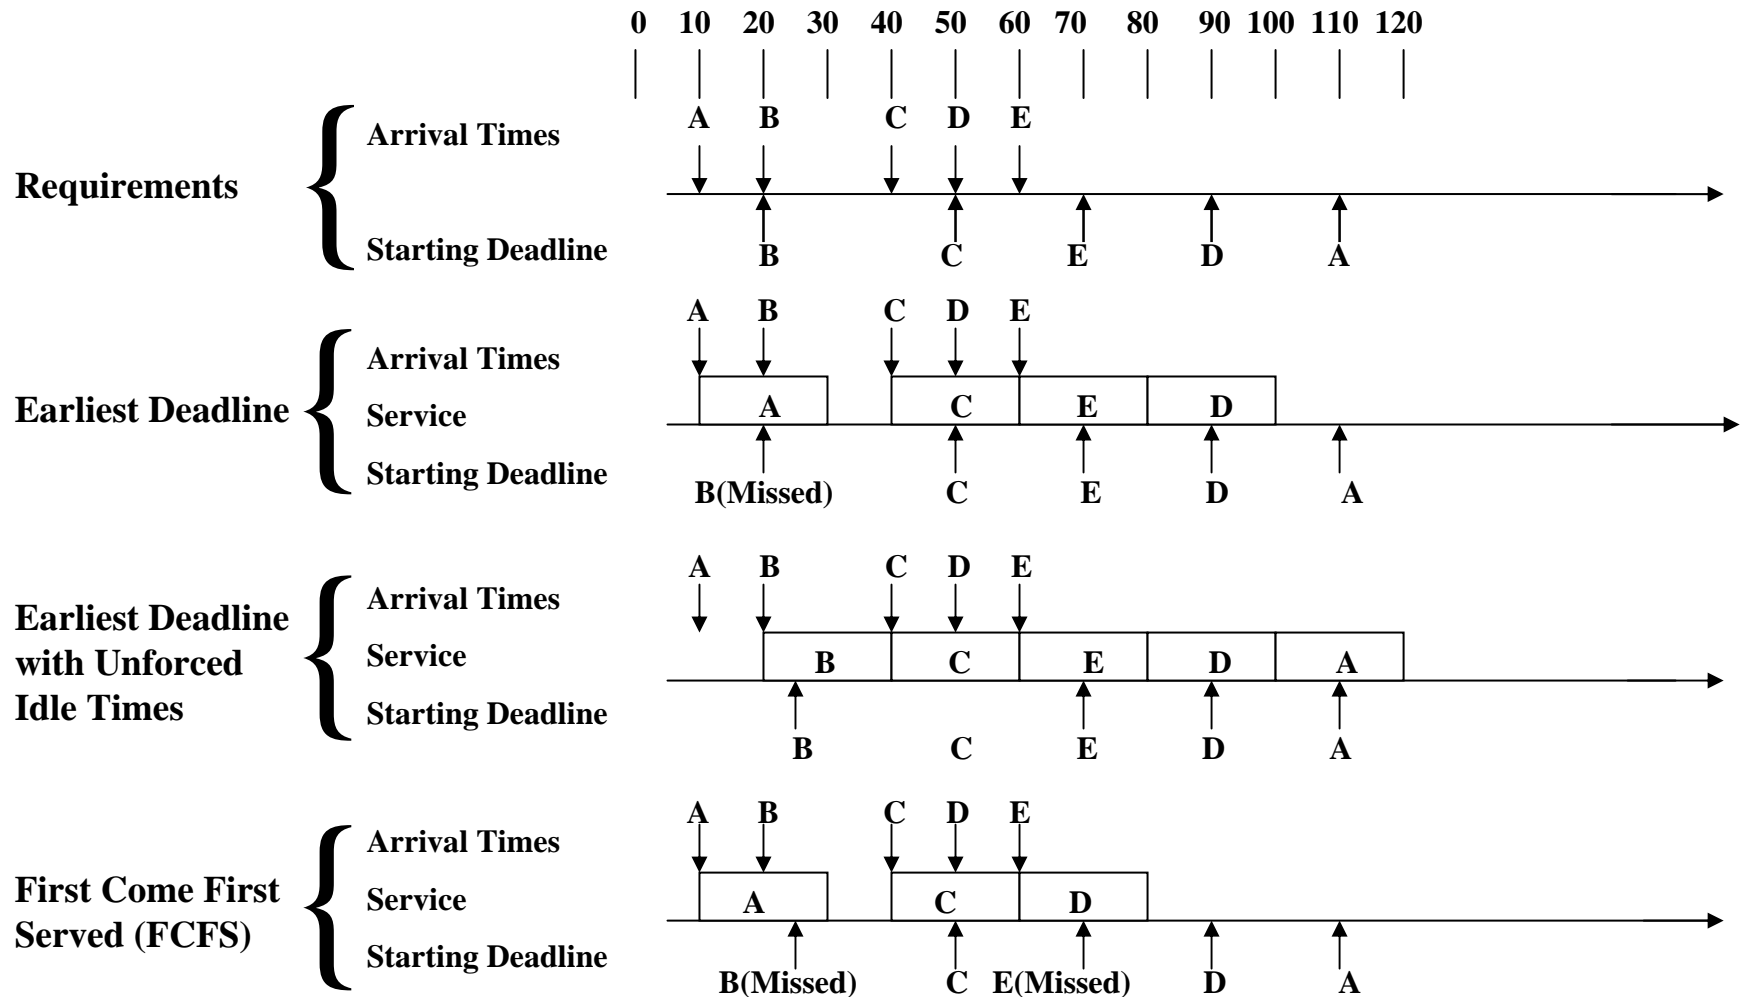 0 10 20 30 40 50 60 70 80 90 100 110 120
A B C D E
Arrival Times
Requirements
Starting Deadline
B C E D A
A B C D E
Arrival Times
Earliest Deadline
Service
A C E D
Starting Deadline
B(Missed) C E D A
A B C D E
Arrival Times
Earliest Deadline
with Unforced
Idle Times
Service
B C E D A
Starting Deadline
B C E D A
A B C D E
Arrival Times
First Come First
Served (FCFS)
Service
A C D
Starting Deadline
B(Missed) C E(Missed) D A